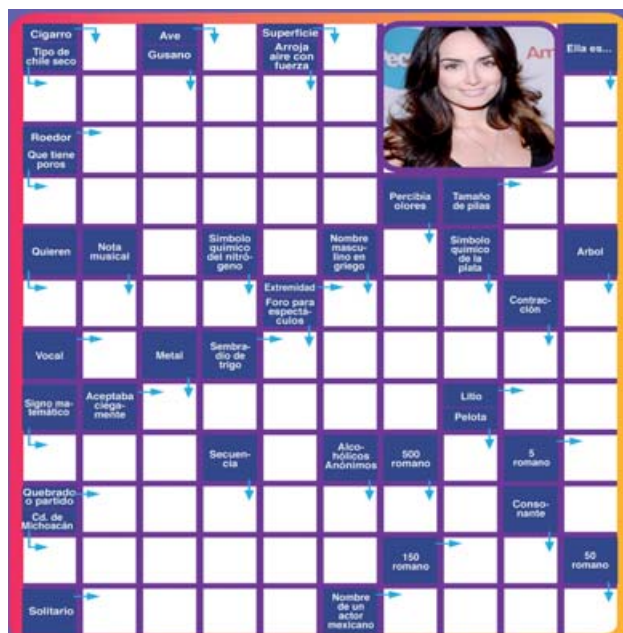 Cigarro
Tipo de
chile seco
Ave
Gusano
Superficie
Arroja
aire con
fuerza
Am
Ella es...
Roedor
Que tiene
poros
Percibía
olores
Tamaño
de pilas
Quieren
Nota
musical
Símbolo
químico
del nitró-
geno
Nombre
mascu-
lino en
griego
Símbolo
químico
de la
plata
Arbol
Extremidad
Foro para
espectá-
culos
Contrac-
ción
Vocal
Metal
Sembra-
dío de
trigo
Signo ma-
temático
Aceptaba
ciega-
mente
Litio
Pelota
Secuen-
cia
Alco-
hólicos
Anónimos
500
romano
5
romano
Quebrado
o partido
Cd. de
Michoacán
Conso-
nante
150
romano
50
romano
Solitario
Nombre
de un
actor
mexicano